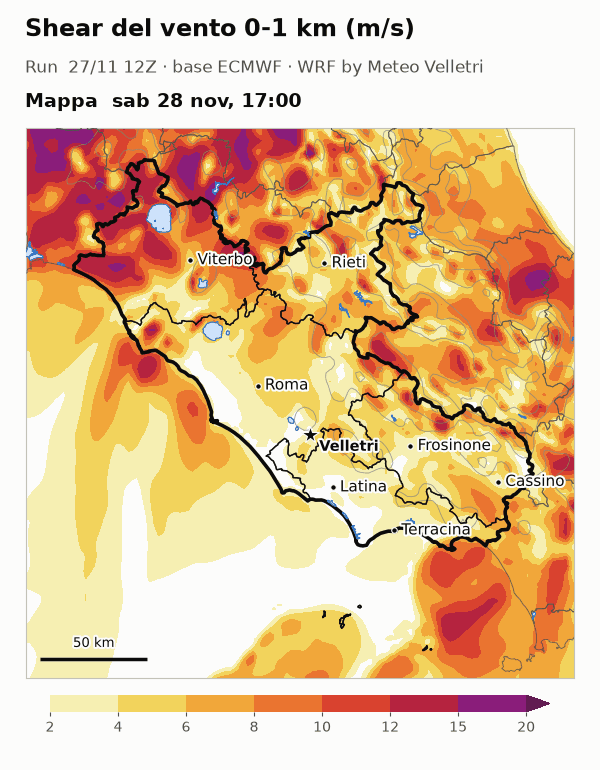 Shear del vento 0-1 km (m/s)
Run  27/11 12Z · base ECMWF · WRF by Meteo Velletri
Mappa  sab 28 nov, 17:00
Viterbo
Rieti
Roma
Velletri
Frosinone
Cassino
Latina
Terracina
50 km
2 4 6 8 10 12 15 20